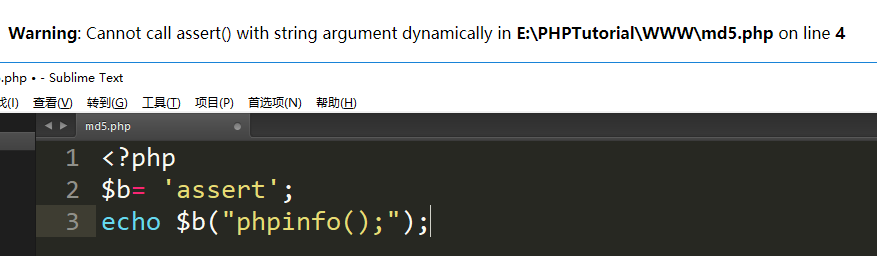 Warning: Cannot call assert() with string argument dynamically in E:\PHPTutorial\WWW\md5.php on line 4
.php • - Sublime Text
(I) 查看(V) 转到(G) 工具(T) 项目(P) 首选项(N) 帮助(H)
md5.php
1 <?php
2 $b= 'assert';
3 echo $b("phpinfo();");